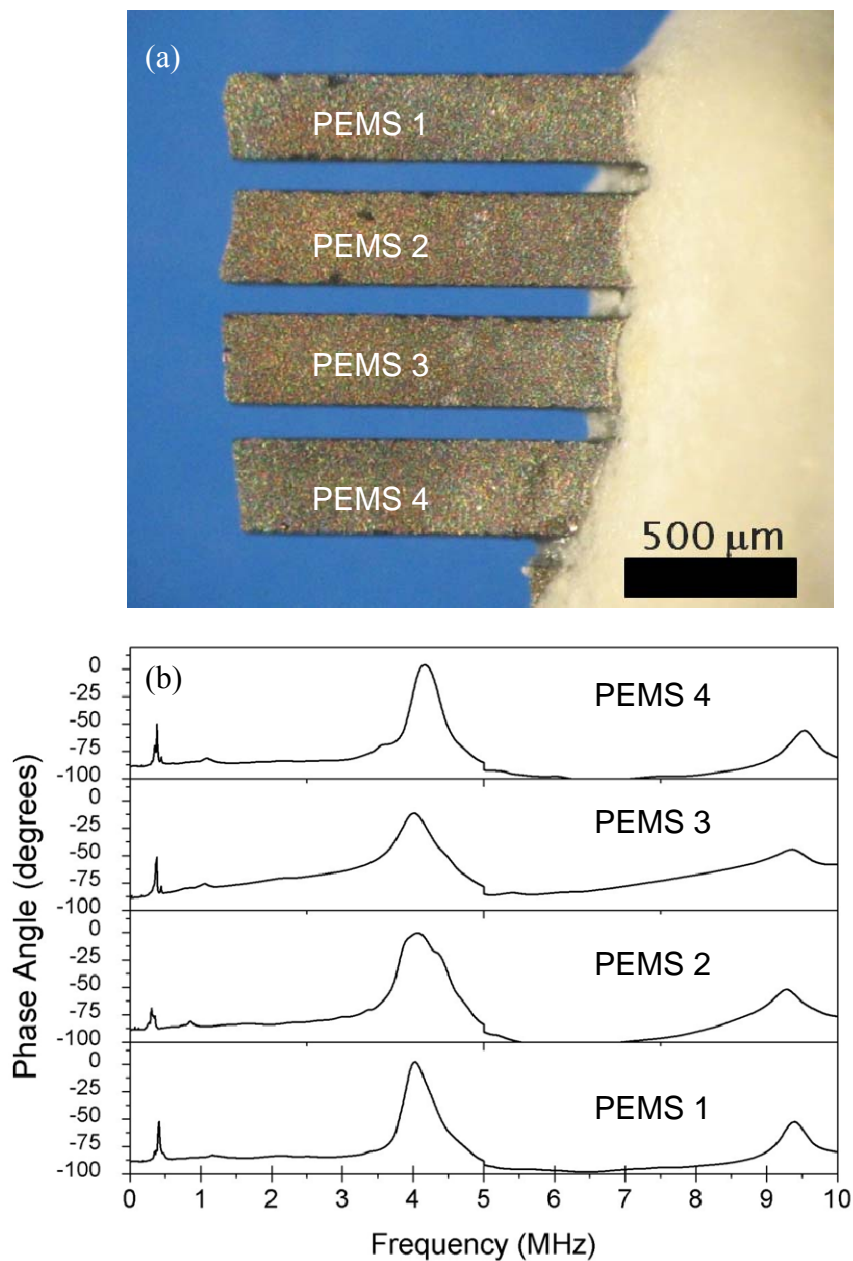 (a)
PEMS 1
PEMS 2
PEMS 3
PEMS 4
500 μm
(b)
Phase Angle (degrees)
0
-25
-50
-75
-100
PEMS 4
0
-25
-50
-75
-100
PEMS 3
0
-25
-50
-75
-100
PEMS 2
0
-25
-50
-75
-100
PEMS 1
0 1 2 3 4 5 6 7 8 9 10
Frequency (MHz)